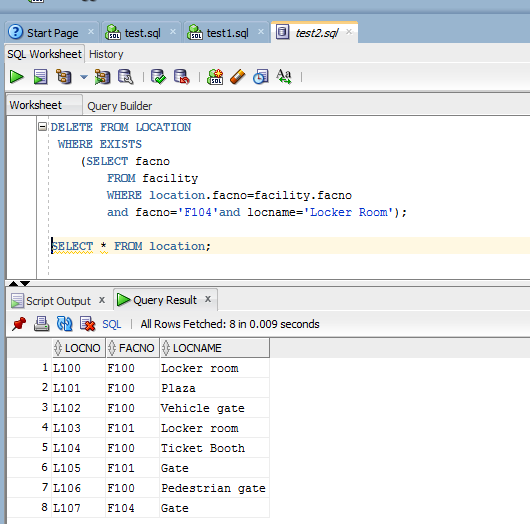 Start Page
test.sql
test1.sql
test2.sql
SQL Worksheet History
Worksheet Query Builder
DELETE FROM LOCATION
WHERE EXISTS
(SELECT facno
FROM facility
WHERE location.facno=facility.facno
and facno='F104'and locname='Locker Room');
SELECT * FROM location;
Script Output x Query Result x
SQL | All Rows Fetched: 8 in 0.009 seconds
LOCNO FACNO LOCNAME
1 L100 F100 Locker room
2 L101 F100 Plaza
3 L102 F100 Vehicle gate
4 L103 F101 Locker room
5 L104 F100 Ticket Booth
6 L105 F101 Gate
7 L106 F100 Pedestrian gate
8 L107 F104 Gate